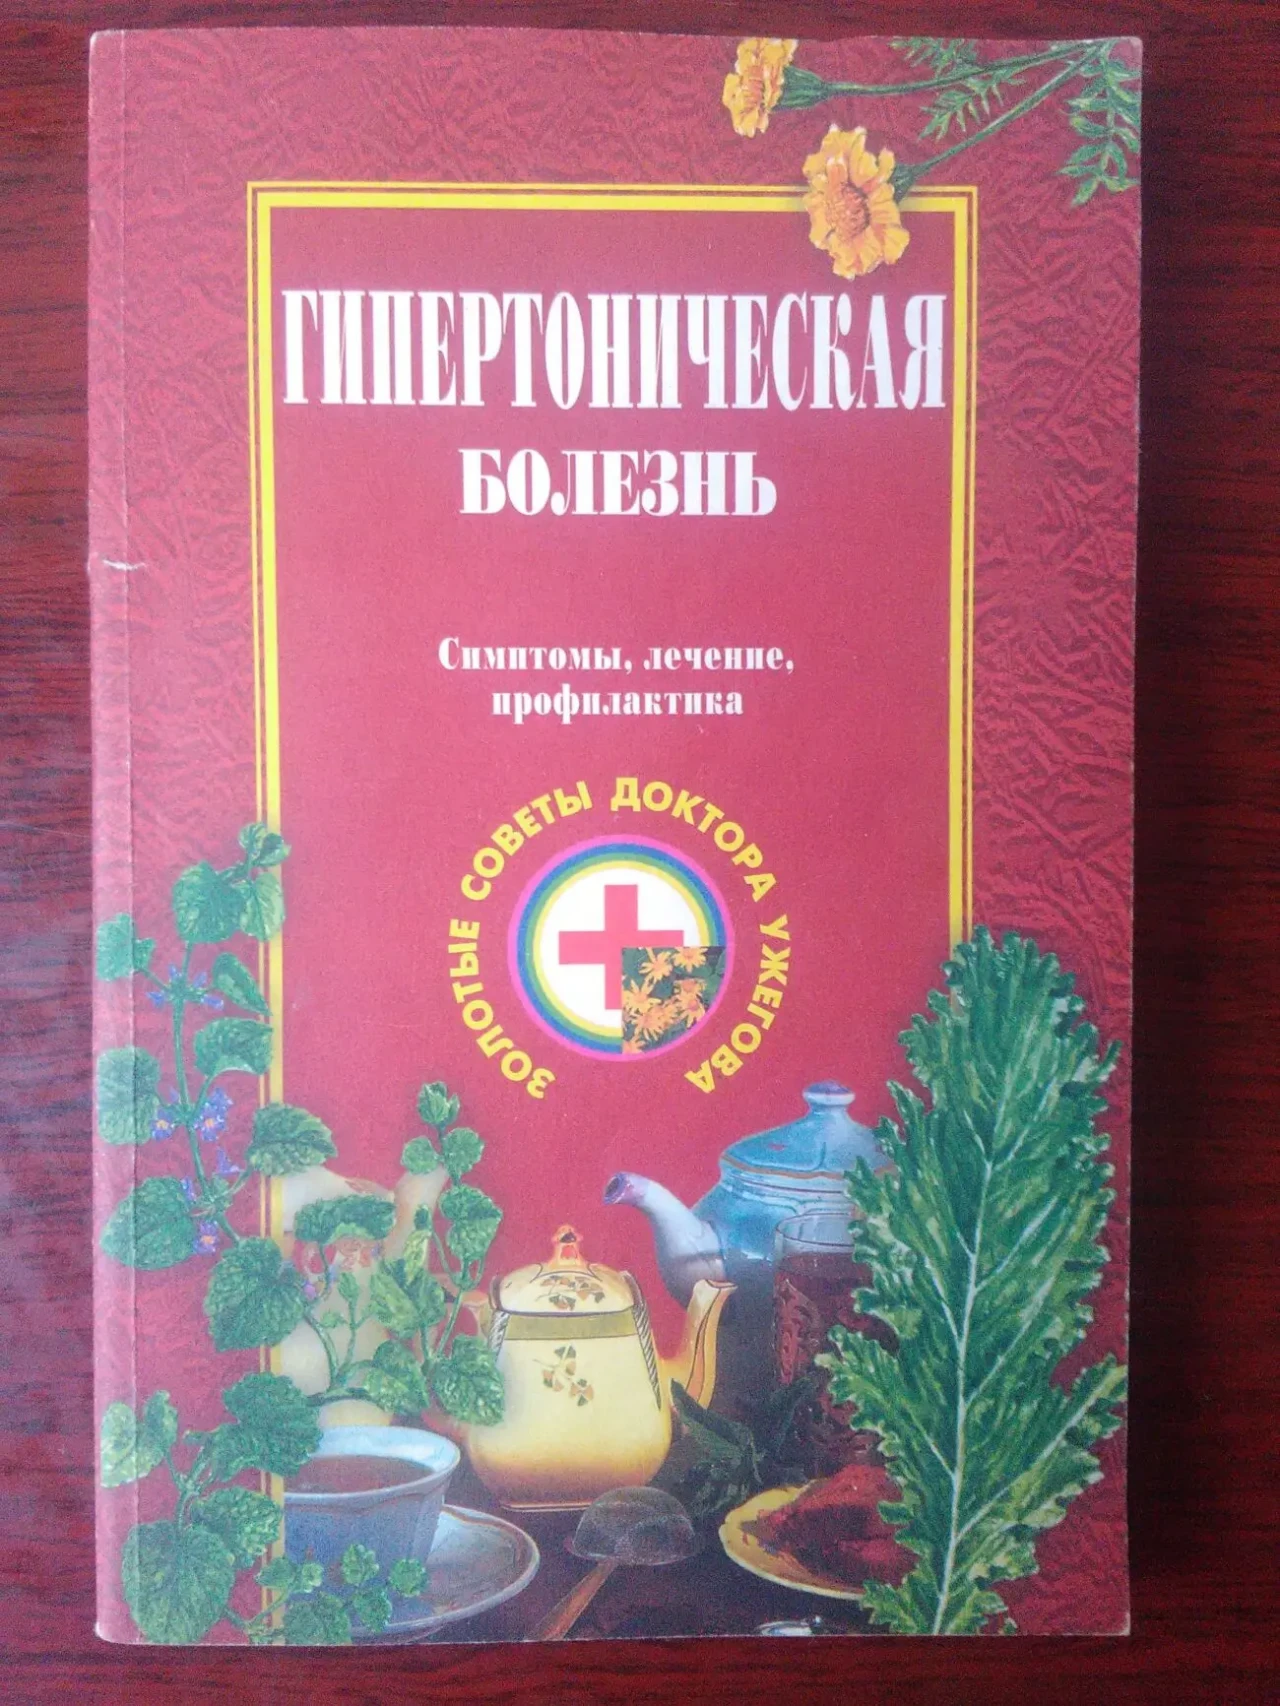 ГИПЕРТОНИЧЕСКАЯ
БОЛЕЗНЬ
Симптомы, лечение,
профилактика
ЗОЛОТЫЕ СОВЕТЫ ДОКТОРА УЖЕГОВА